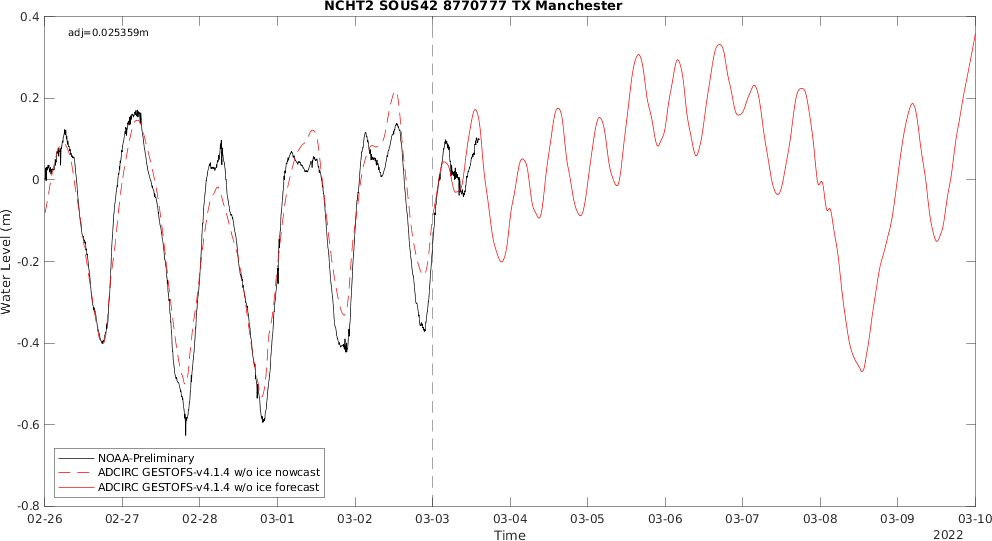 NCHT2 SOUS42 8770777 TX Manchester
adj=0.025359m
0.4
0.2
0
-0.2
-0.4
-0.6
-0.8
Water Level (m)
NOAA-Preliminary
ADCIRC GESTOFS-v4.1.4 w/o ice nowcast
ADCIRC GESTOFS-v4.1.4 w/o ice forecast
02-26 02-27 02-28 03-01 03-02 03-03 03-04 03-05 03-06 03-07 03-08 03-09 03-10
Time
2022